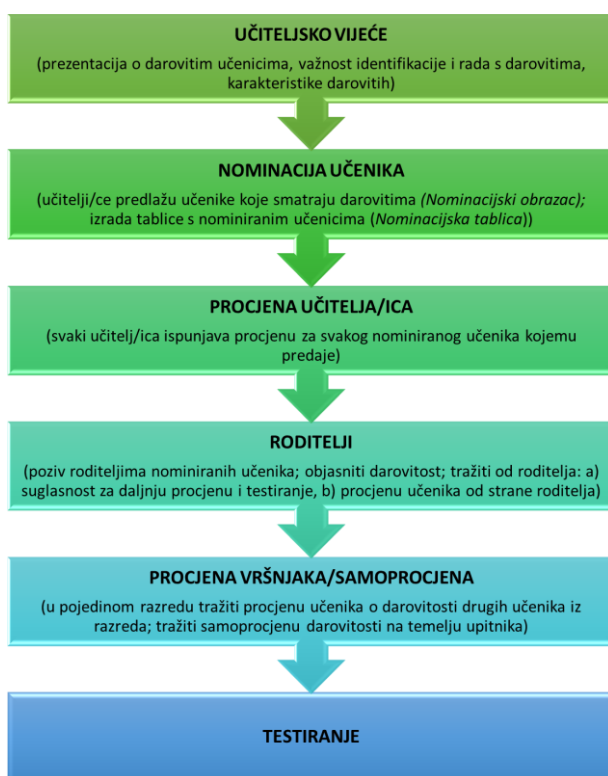 UČITELJSKO VIJEĆE
(prezentacija o darovitim učenicima, važnost identifikacije i rada s darovitima,
karakteristike darovitih)
NOMINACIJA UČENIKA
(učitelji/ce predlažu učenike koje smatraju darovitima (Nominacijski obrazac);
izrada tablice s nominiranim učenicima (Nominacijska tablica))
PROCJENA UČITELJA/ICA
(svaki učitelj/ica ispunjava procjenu za svakog nominiranog učenika kojemu
predaje)
RODITELJI
(poziv roditeljima nominiranih učenika; objasniti darovitost; tražiti od roditelja: a)
suglasnost za daljnju procjenu i testiranje, b) procjenu učenika od strane roditelja)
PROCJENA VRŠNJAKA/SAMOPROCJENA
(u pojedinom razredu tražiti procjenu učenika o darovitosti drugih učenika iz
razreda; tražiti samoprocjenu darovitosti na temelju upitnika)
TESTIRANJE